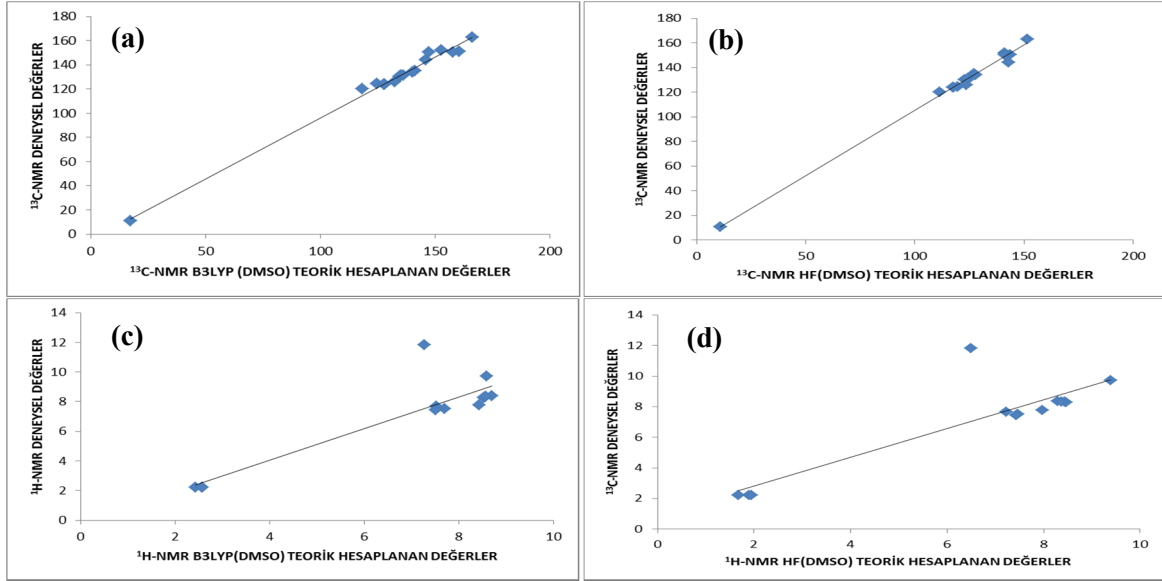 (a)
¹³C-NMR DENEYSEL DEĞERLER
180
160
140
120
100
80
60
40
20
0
0 50 100 150 200
¹³C-NMR B3LYP (DMSO) TEORİK HESAPLANAN DEĞERLER
(b)
¹³C-NMR DENEYSEL DEĞERLER
180
160
140
120
100
80
60
40
20
0
0 50 100 150 200
¹³C-NMR HF(DMSO) TEORİK HESAPLANAN DEĞERLER
(c)
¹H-NMR DENEYSEL DEĞERLER
14
12
10
8
6
4
2
0
0 2 4 6 8 10
¹H-NMR B3LYP(DMSO) TEORİK HESAPLANAN DEĞERLER
(d)
¹³C-NMR DENEYSEL DEĞERLER
14
12
10
8
6
4
2
0
0 2 4 6 8 10
¹H-NMR HF(DMSO) TEORİK HESAPLANAN DEĞERLER